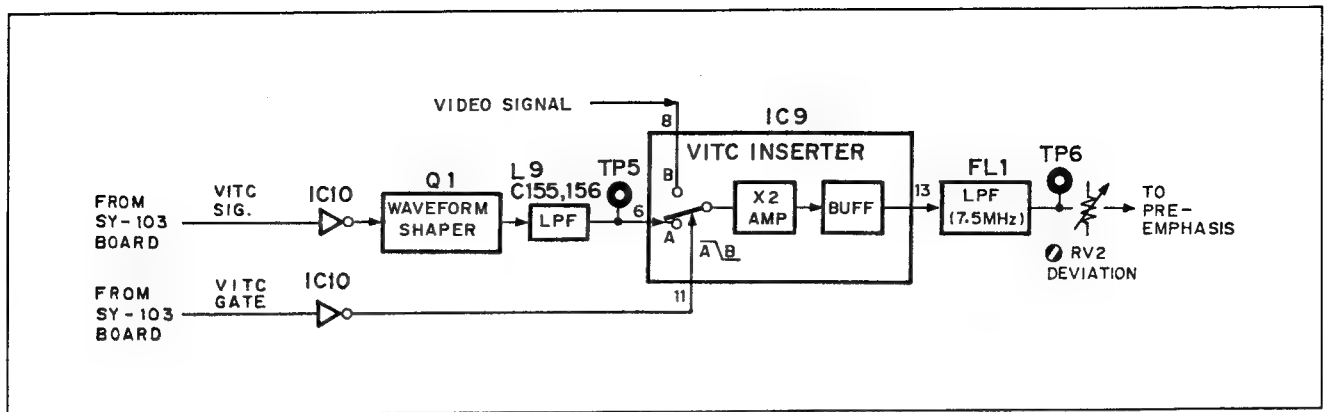 VIDEO SIGNAL
8
IC9
VITC INSERTER
B
A
A B
6
11
13
X2
AMP
BUFF
FROM
SY-103
BOARD
VITC
SIG.
IC10
Q1
WAVEFORM
SHAPER
L9
C155,156
LPF
TP5
FL1
LPF
(7.5MHz)
TP6
RV2
DEVIATION
TO
PRE-
EMPHASIS
FROM
SY-103
BOARD
VITC
GATE
IC10